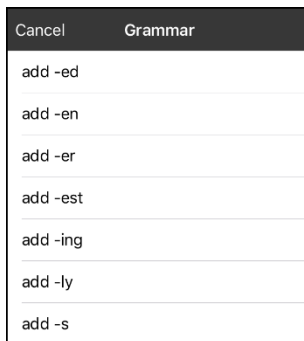 Cancel Grammar
add -ed
add -en
add -er
add -est
add -ing
add -ly
add -s